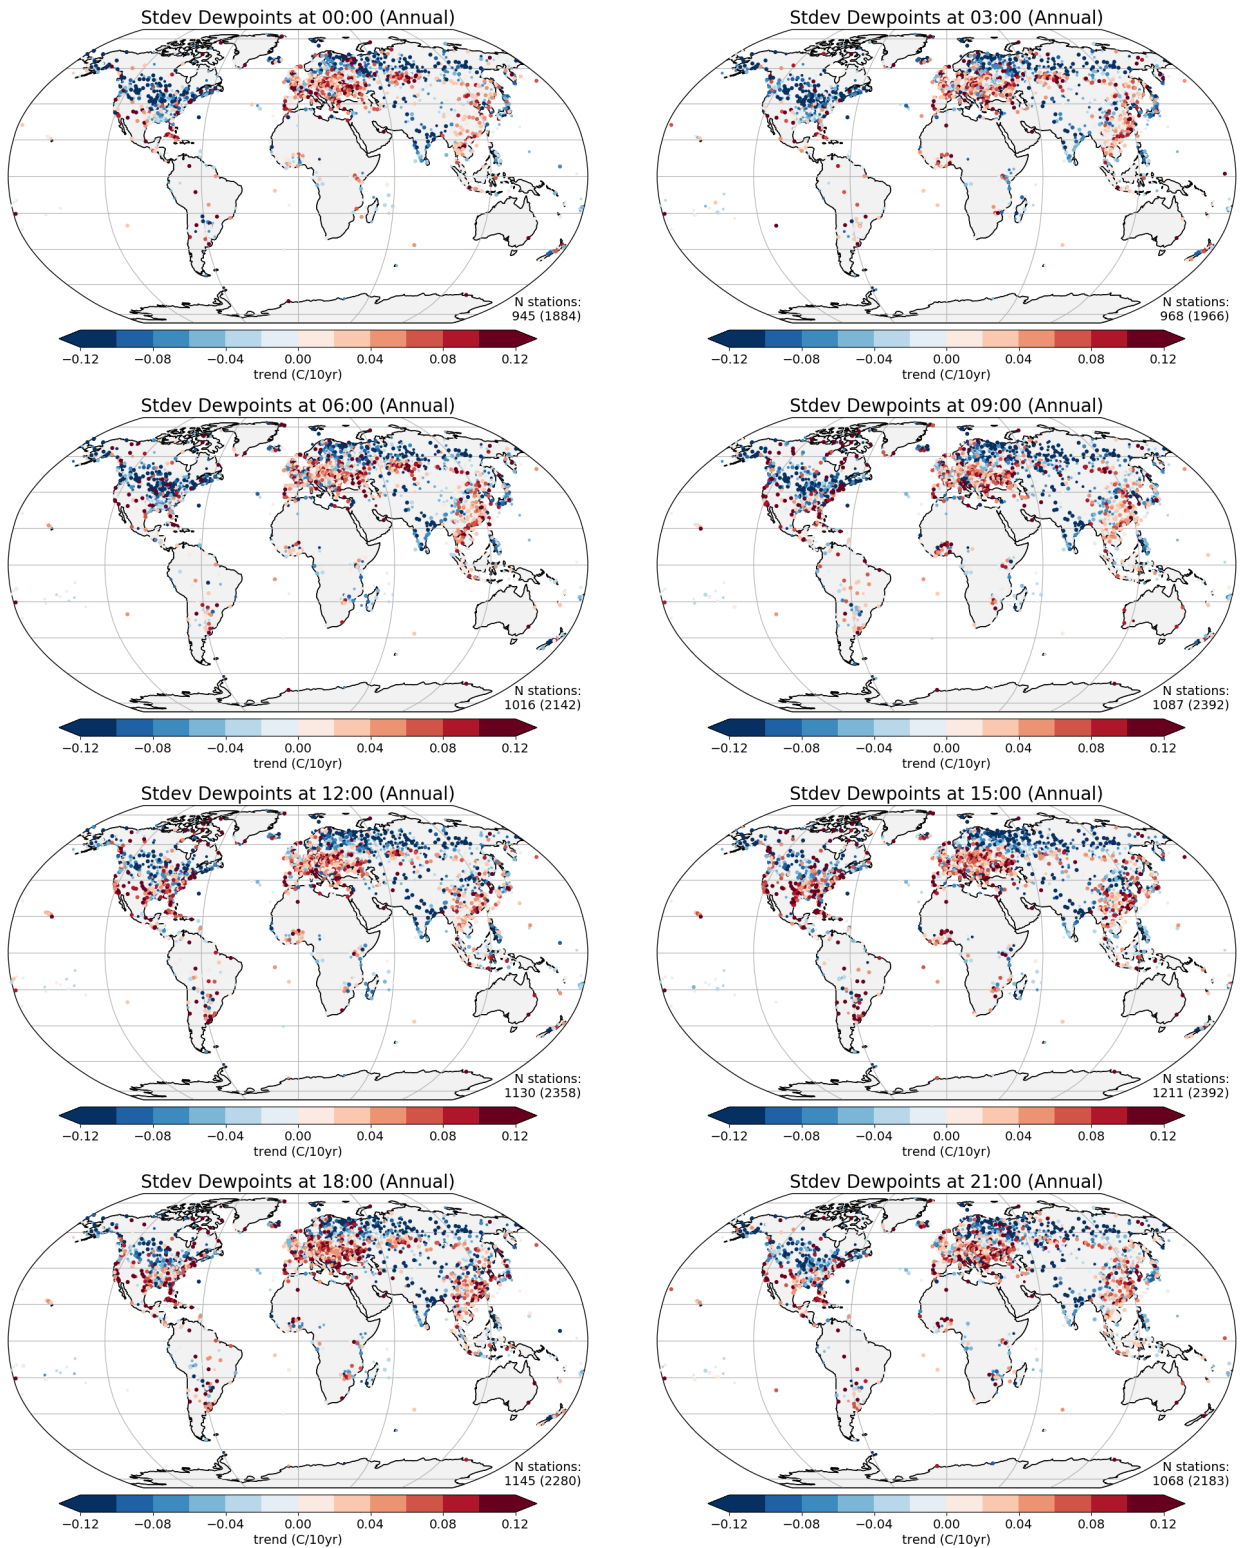 Stdev Dewpoints at 00:00 (Annual)
N stations:
945 (1884)
−0.12 −0.08 −0.04 0.00 0.04 0.08 0.12
trend (C/10yr)
Stdev Dewpoints at 03:00 (Annual)
N stations:
968 (1966)
−0.12 −0.08 −0.04 0.00 0.04 0.08 0.12
trend (C/10yr)
Stdev Dewpoints at 06:00 (Annual)
N stations:
1016 (2142)
−0.12 −0.08 −0.04 0.00 0.04 0.08 0.12
trend (C/10yr)
Stdev Dewpoints at 09:00 (Annual)
N stations:
1087 (2392)
−0.12 −0.08 −0.04 0.00 0.04 0.08 0.12
trend (C/10yr)
Stdev Dewpoints at 12:00 (Annual)
N stations:
1130 (2358)
−0.12 −0.08 −0.04 0.00 0.04 0.08 0.12
trend (C/10yr)
Stdev Dewpoints at 15:00 (Annual)
N stations:
1211 (2392)
−0.12 −0.08 −0.04 0.00 0.04 0.08 0.12
trend (C/10yr)
Stdev Dewpoints at 18:00 (Annual)
N stations:
1145 (2280)
−0.12 −0.08 −0.04 0.00 0.04 0.08 0.12
trend (C/10yr)
Stdev Dewpoints at 21:00 (Annual)
N stations:
1068 (2183)
−0.12 −0.08 −0.04 0.00 0.04 0.08 0.12
trend (C/10yr)